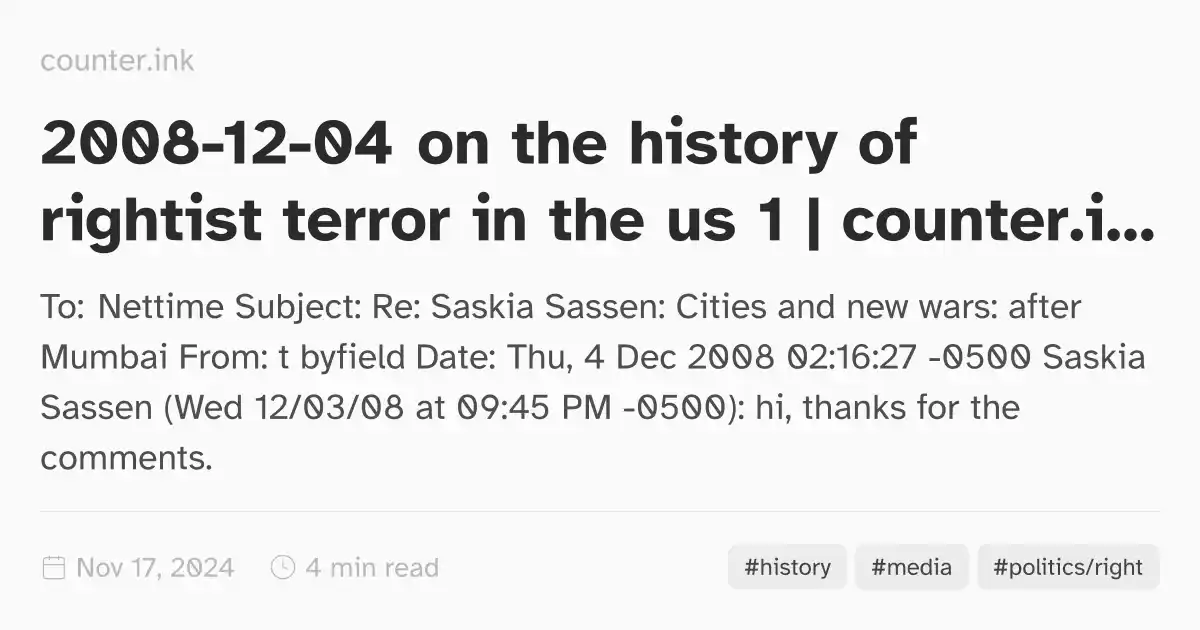 counter.ink
2008-12-04 on the history of
rightist terror in the us 1 | counter.i...
To: Nettime Subject: Re: Saskia Sassen: Cities and new wars: after
Mumbai From: t byfield Date: Thu, 4 Dec 2008 02:16:27 -0500 Saskia
Sassen (Wed 12/03/08 at 09:45 PM -0500): hi, thanks for the
comments.
Nov 17, 2024 4 min read #history #media #politics/right